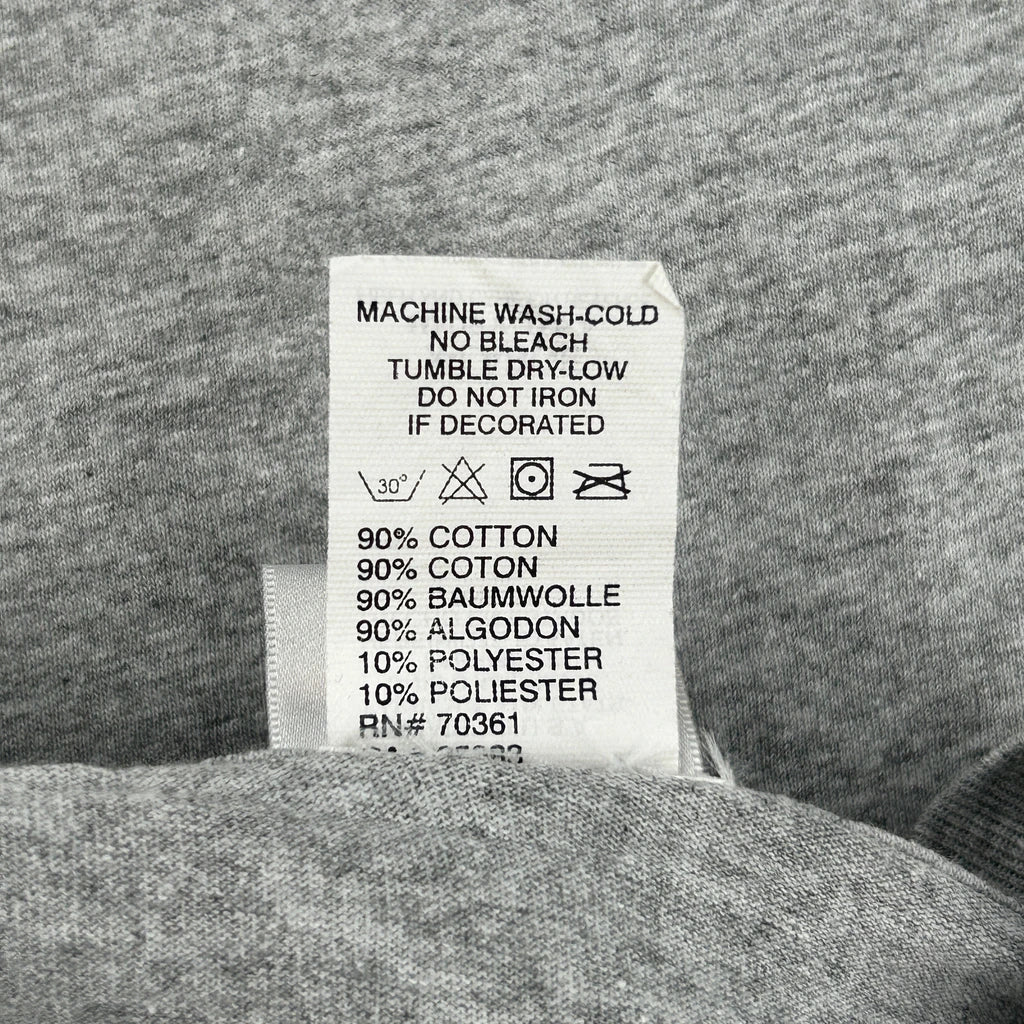 MACHINE WASH-COLD
NO BLEACH
TUMBLE DRY-LOW
DO NOT IRON
IF DECORATED
30°
90% COTTON
90% COTON
90% BAUMWOLLE
90% ALGODON
10% POLYESTER
10% POLIESTER
RN# 70361